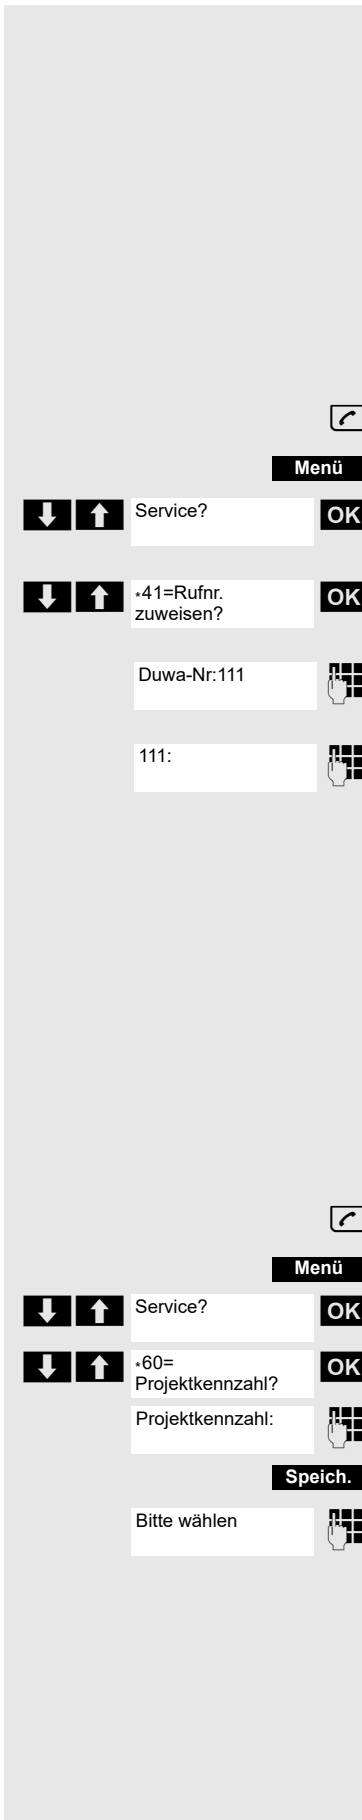 Menü
Service? OK
*41=Rufnr. OK
zuweisen?
Duwa-Nr:111
111:
Menü
Service? OK
*60= OK
Projektkennzahl?
Projektkennzahl:
Speich.
Bitte wählen